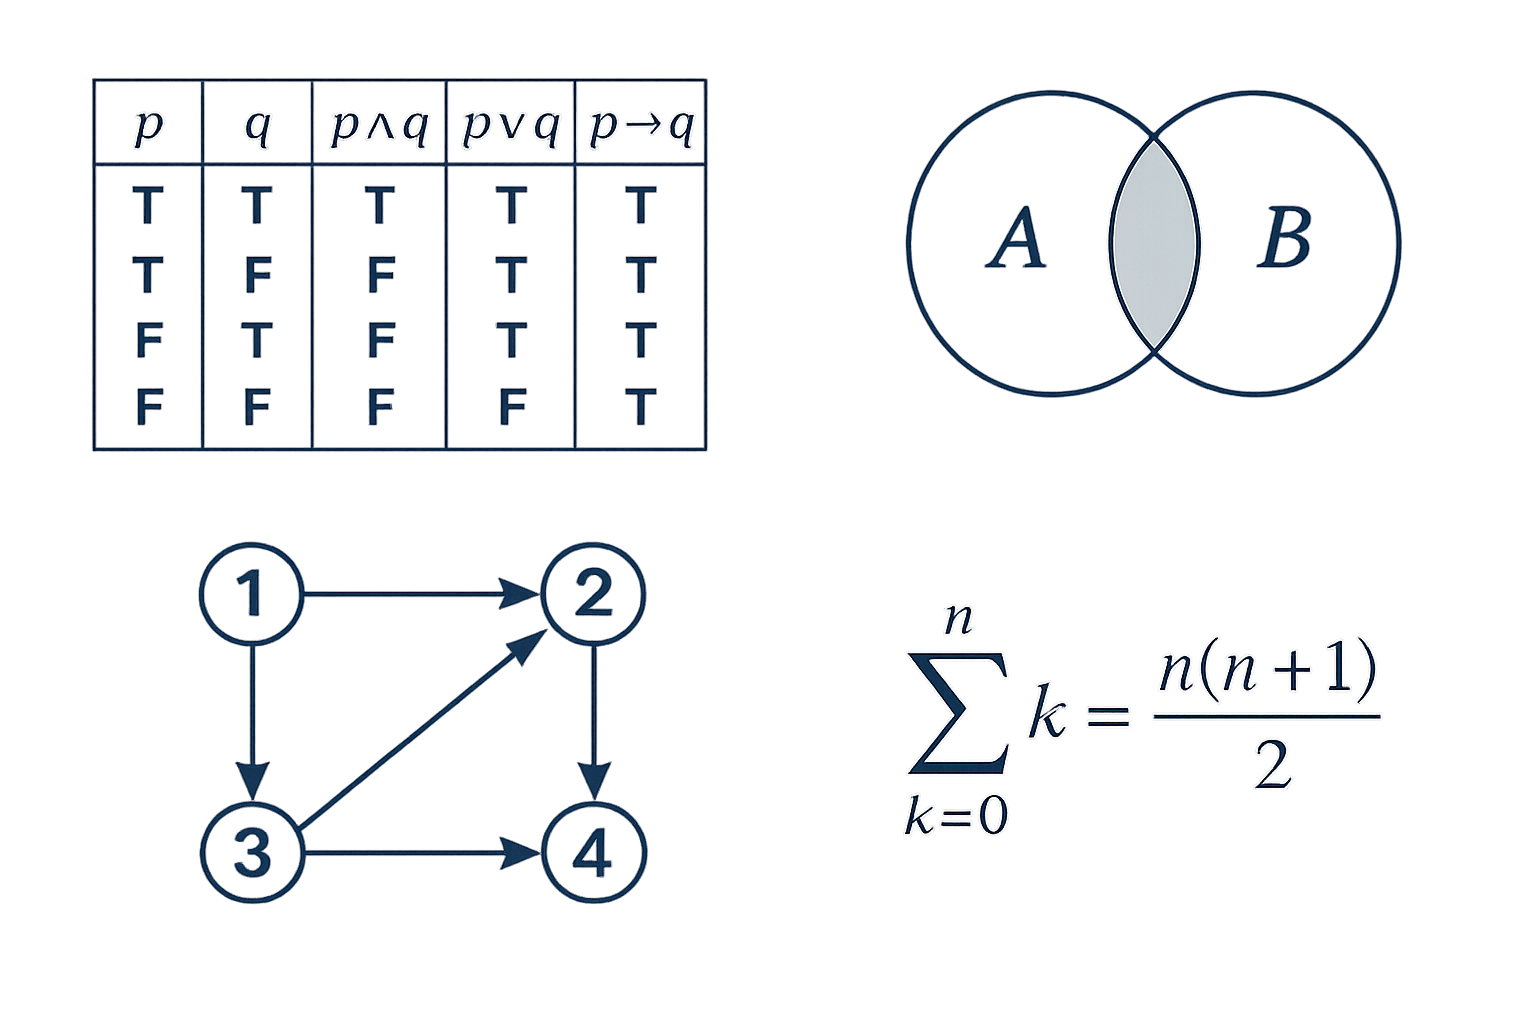 p q p∧q p∨q p→q
T T T T T
T F F T T
F T F T T
F F F F T
A B
1 2
3 4
n
∑ k = n(n+1)
2
k=0